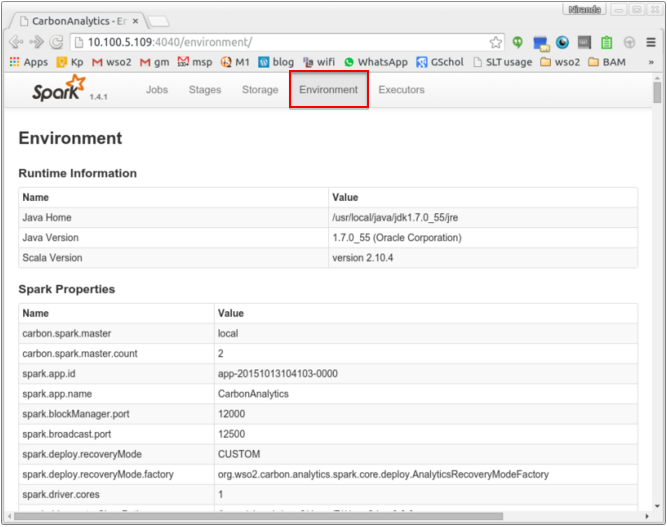 Niranda
CarbonAnalytics - Er
10.100.5.109:4040/environment/
Apps Kp wso2 gm msp M1 blog wifi WhatsApp GSchol SLT usage wso2 BAM »
Spark 1.4.1 Jobs Stages Storage Environment Executors
Environment
Runtime Information
Name Value
Java Home /usr/local/java/jdk1.7.0_55/jre
Java Version 1.7.0_55 (Oracle Corporation)
Scala Version version 2.10.4
Spark Properties
Name Value
carbon.spark.master local
carbon.spark.master.count 2
spark.app.id app-20151013104103-0000
spark.app.name CarbonAnalytics
spark.blockManager.port 12000
spark.broadcast.port 12500
spark.deploy.recoveryMode CUSTOM
spark.deploy.recoveryMode.factory org.wso2.carbon.analytics.spark.core.deploy.AnalyticsRecoveryModeFactory
spark.driver.cores 1